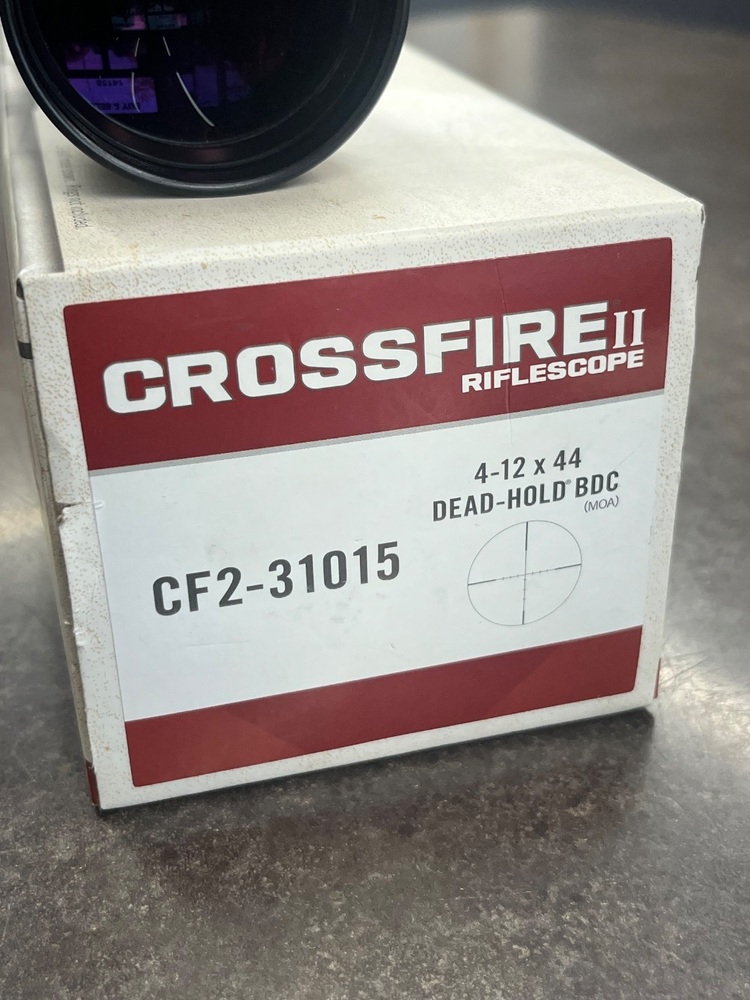 CROSSFIRE II
RIFLESCOPE
4-12 x 44
DEAD-HOLD® BDC
(MOA)
CF2-31015